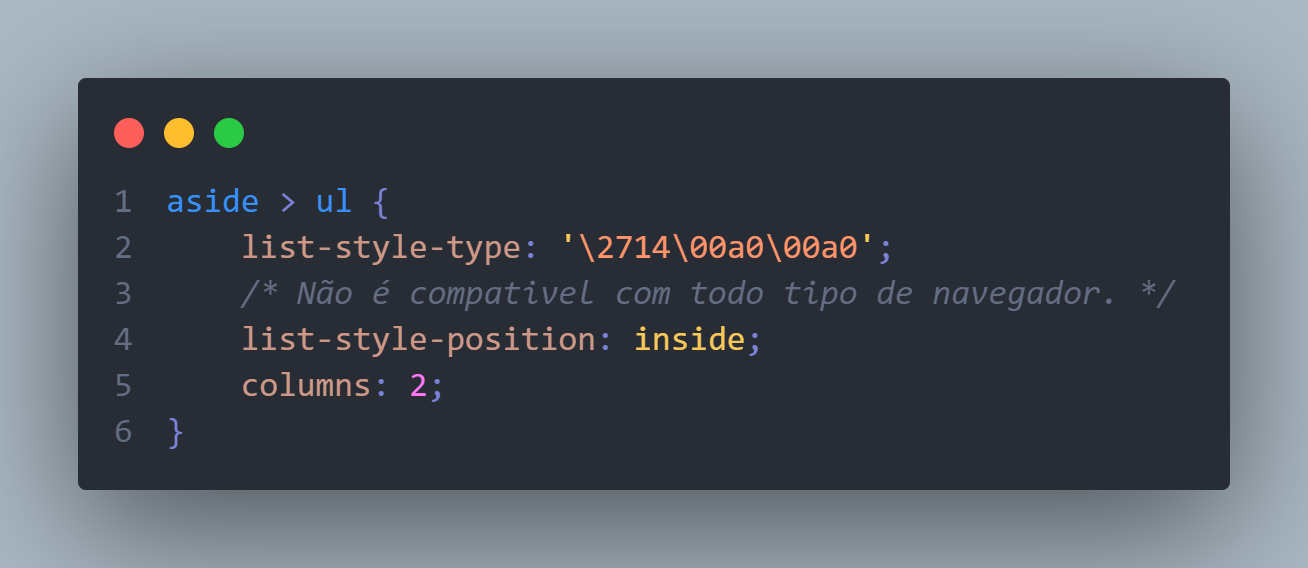 1 aside > ul {
2     list-style-type: '\2714\00a0\00a0';
3     /* Não é compativel com todo tipo de navegador. */
4     list-style-position: inside;
5     columns: 2;
6 }